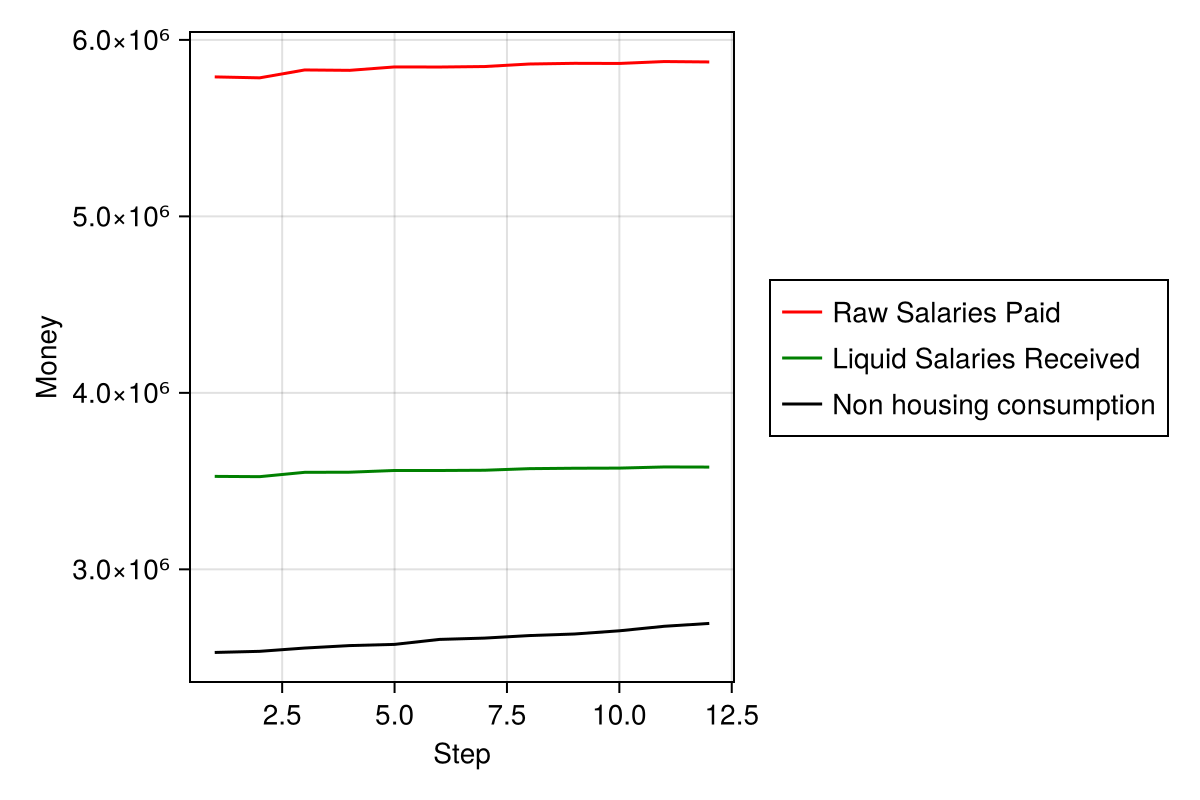 6.0×10⁶
5.0×10⁶
4.0×10⁶
3.0×10⁶
Money
2.5 5.0 7.5 10.0 12.5
Step
Raw Salaries Paid
Liquid Salaries Received
Non housing consumption